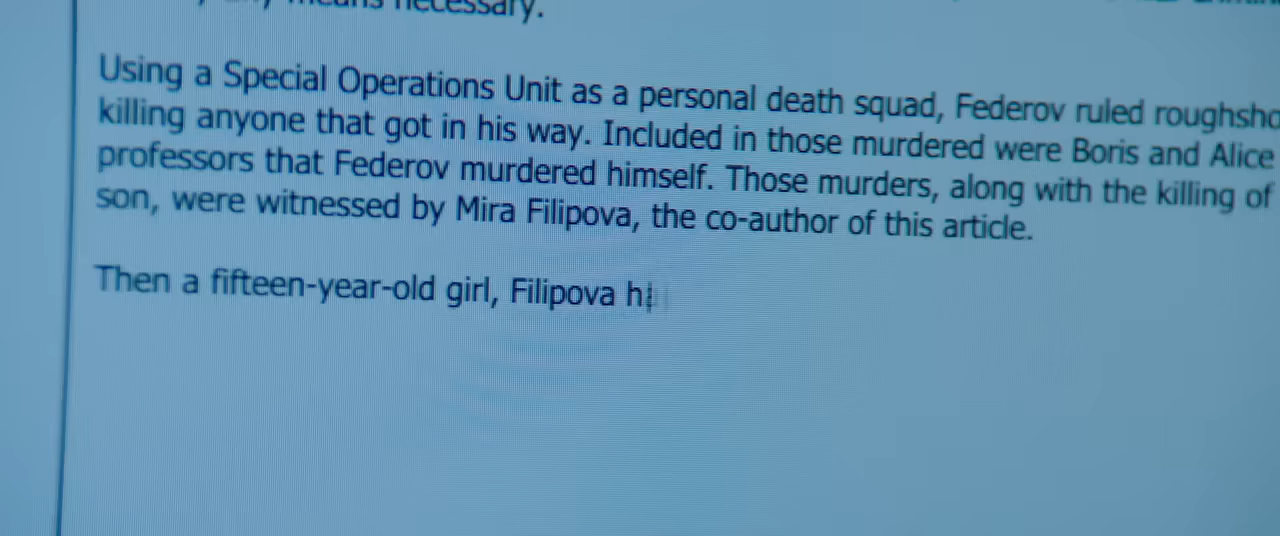 means necessary.
Using a Special Operations Unit as a personal death squad, Federov ruled
killing anyone that got in his way. Included in those murdered were Boris and Alice
professors that Federov murdered himself. Those murders, along with the killing of
son, were witnessed by Mira Filipova, the co-author of this article.
Then a fifteen-year-old girl, Filipova